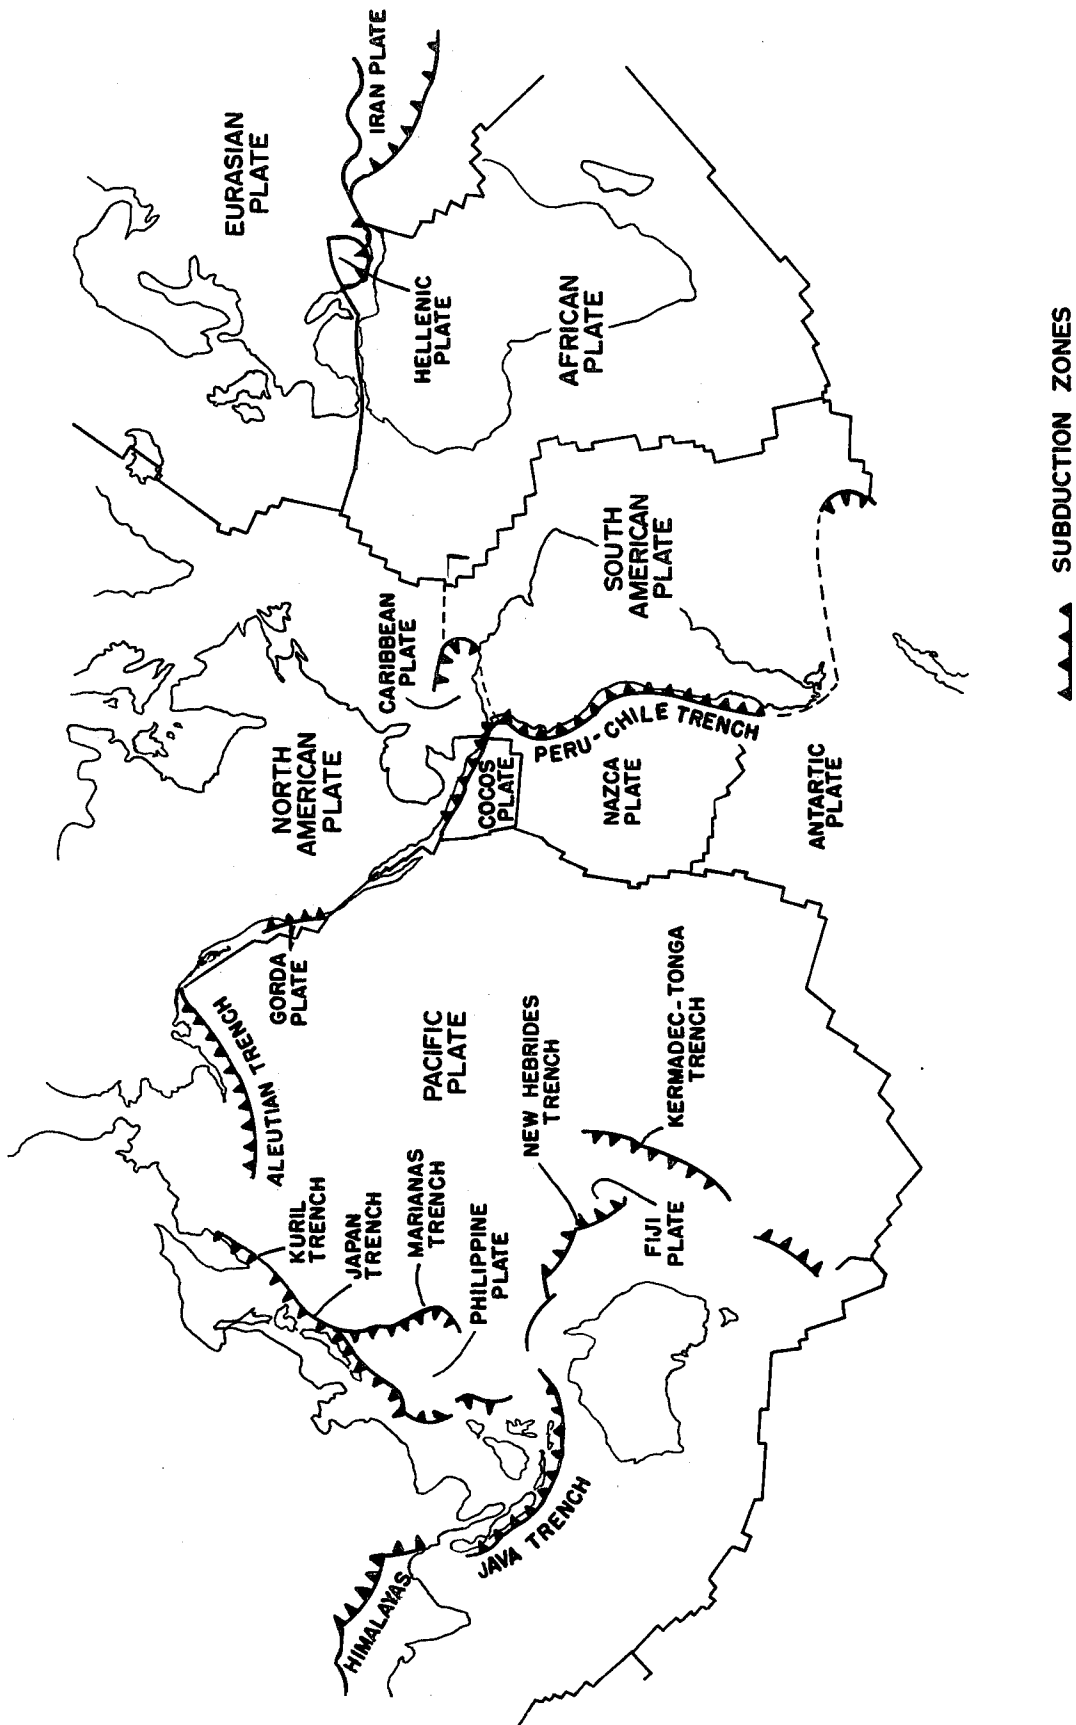 EURASIAN
PLATE
IRAN PLATE
HELLENIC
PLATE
AFRICAN
PLATE
NORTH
AMERICAN
PLATE
CARIBBEAN
PLATE
SOUTH
AMERICAN
PLATE
COCOS
PLATE
PERU-CHILE TRENCH
NAZCA
PLATE
ANTARTIC
PLATE
GORDA
PLATE
ALEUTIAN TRENCH
PACIFIC
PLATE
KURIL
TRENCH
JAPAN
TRENCH
MARIANAS
TRENCH
PHILIPPINE
PLATE
NEW HEBRIDES
TRENCH
FIJI
PLATE
KERMADEC-TONGA
TRENCH
HIMALAYAS
JAVA TRENCH
SUBDUCTION ZONES